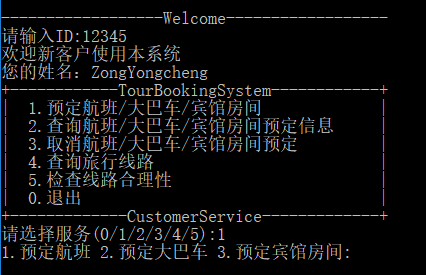 -------------------Welcome-------------------
请输入ID:12345
欢迎新客户使用本系统
您的姓名：ZongYongcheng
+-------------TourBookingSystem-------------+
| 1.预定航班/大巴车/宾馆房间 |
| 2.查询航班/大巴车/宾馆房间预定信息 |
| 3.取消航班/大巴车/宾馆房间预定 |
| 4.查询旅行线路 |
| 5.检查线路合理性 |
| 0.退出 |
+--------------CustomerService--------------+
请选择服务(0/1/2/3/4/5):1
1.预定航班 2.预定大巴车 3.预定宾馆房间: